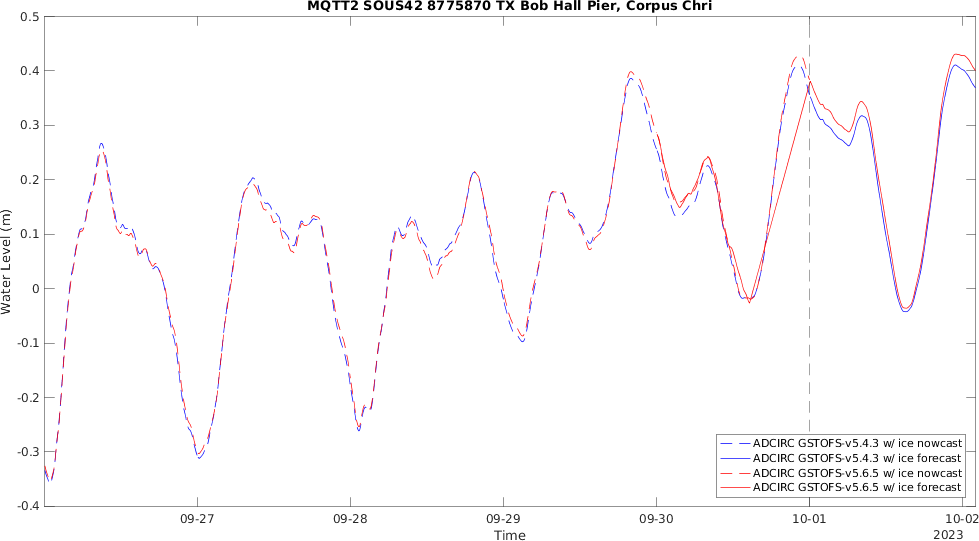 MQTT2 SOUS42 8775870 TX Bob Hall Pier, Corpus Chri
0.5
0.4
0.3
0.2
0.1
0
-0.1
-0.2
-0.3
-0.4
Water Level (m)
09-27 09-28 09-29 09-30 10-01 10-02
Time
2023
ADCIRC GSTOFS-v5.4.3 w/ ice nowcast
ADCIRC GSTOFS-v5.4.3 w/ ice forecast
ADCIRC GSTOFS-v5.6.5 w/ ice nowcast
ADCIRC GSTOFS-v5.6.5 w/ ice forecast